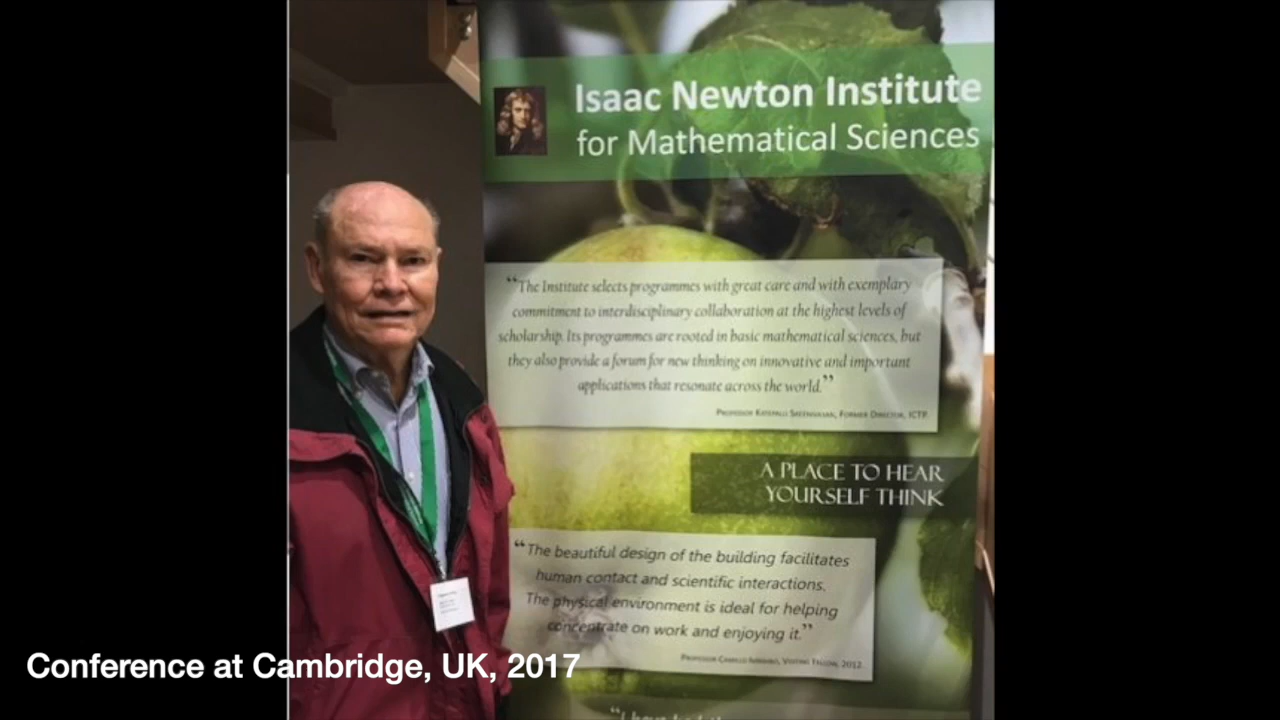 Isaac Newton Institute
for Mathematical Sciences
“The Institute selects programmes with great care and with exemplary
commitment to interdisciplinary collaboration at the highest levels of
scholarship. Its programmes are rooted in basic mathematical sciences, but
they also provide a forum for new thinking on innovative and important
applications that resonate across the world.”
Professor Katepalli Sreenivasan, Former Director, ICTP.
A PLACE TO HEAR
YOURSELF THINK
“The beautiful design of the building facilitates
human contact and scientific interactions.
The physical environment is ideal for helping
concentrate on work and enjoying it.”
Professor Visiting Fellow, 2012.
Conference at Cambridge, UK, 2017